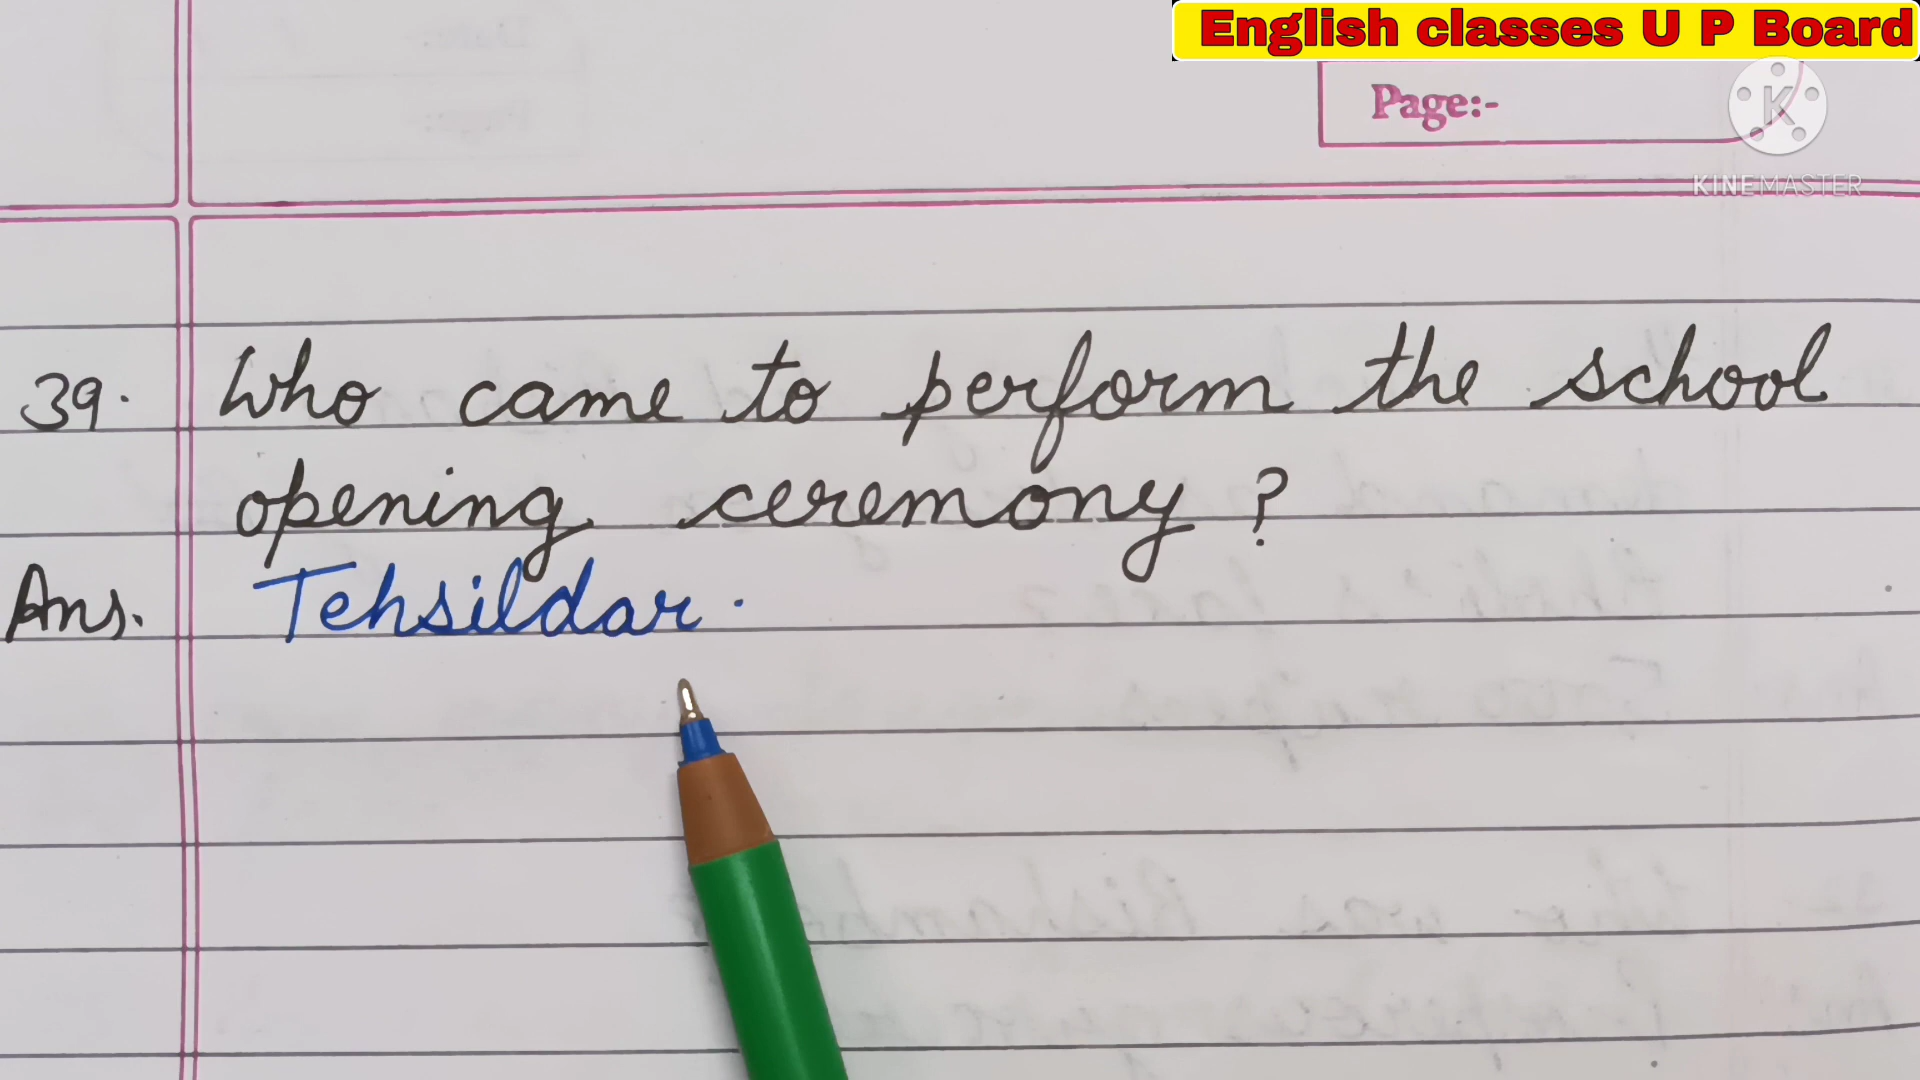 English classes U P Board
Page:-
KINEMASTER
39. Who came to perform the school
opening ceremony ?
Ans. Tehsildar.